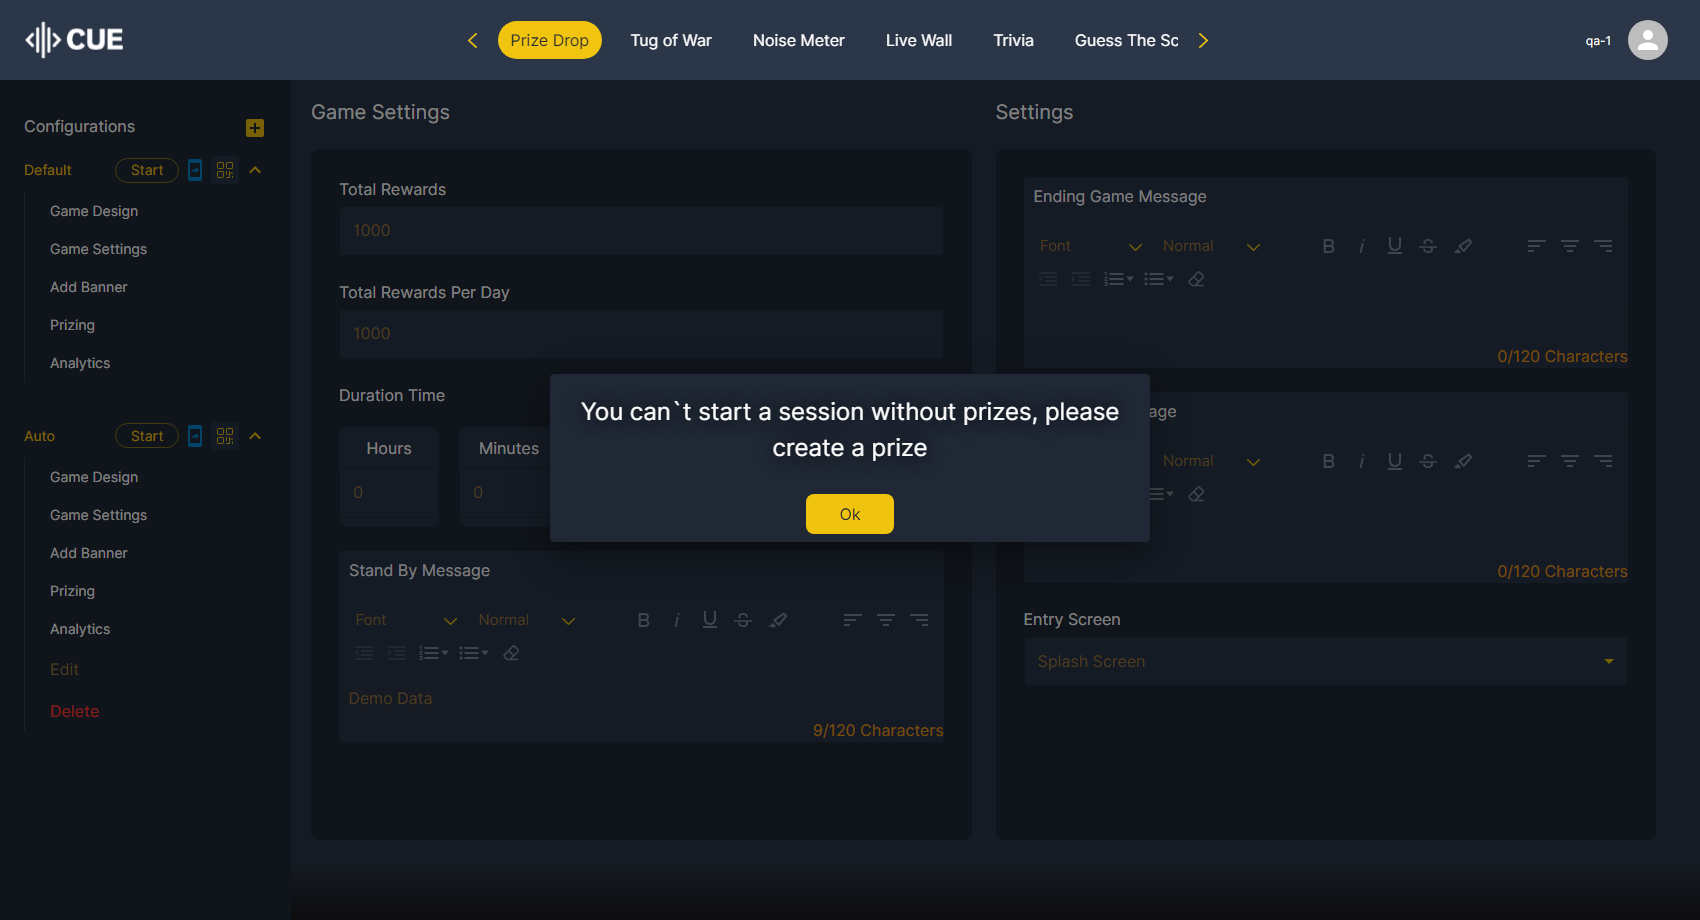 CUE
Prize Drop
Tug of War
Noise Meter
Live Wall
Trivia
Guess The Sc
qa-1
Configurations
Default
Start
Game Design
Game Settings
Add Banner
Prizing
Analytics
Auto
Start
Game Design
Game Settings
Add Banner
Prizing
Analytics
Edit
Delete
Game Settings
Total Rewards
1000
Total Rewards Per Day
1000
Duration Time
Hours
Minutes
0
0
Stand By Message
Font
Normal
B i U S
Demo Data
9/120 Characters
You can`t start a session without prizes, please
create a prize
Ok
Settings
Ending Game Message
Font
Normal
B i U S
0/120 Characters
age
Normal
B i U S
0/120 Characters
Entry Screen
Splash Screen